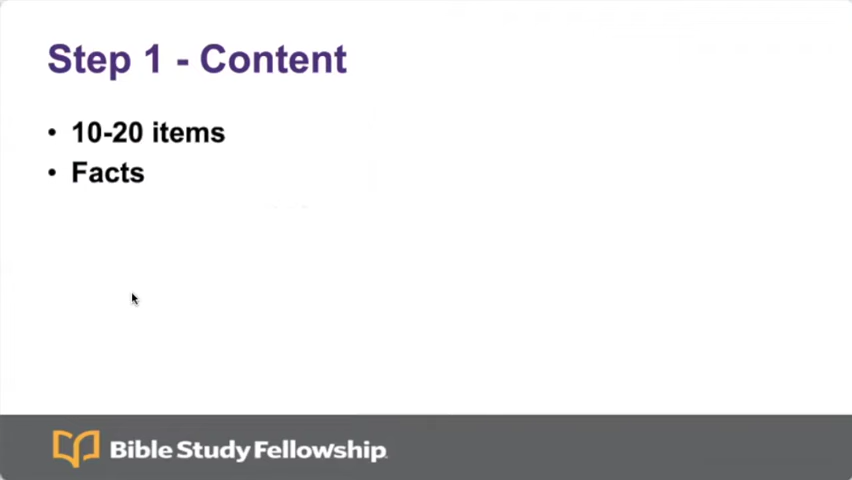 Step 1 - Content
• 10-20 items
• Facts
Bible Study Fellowship